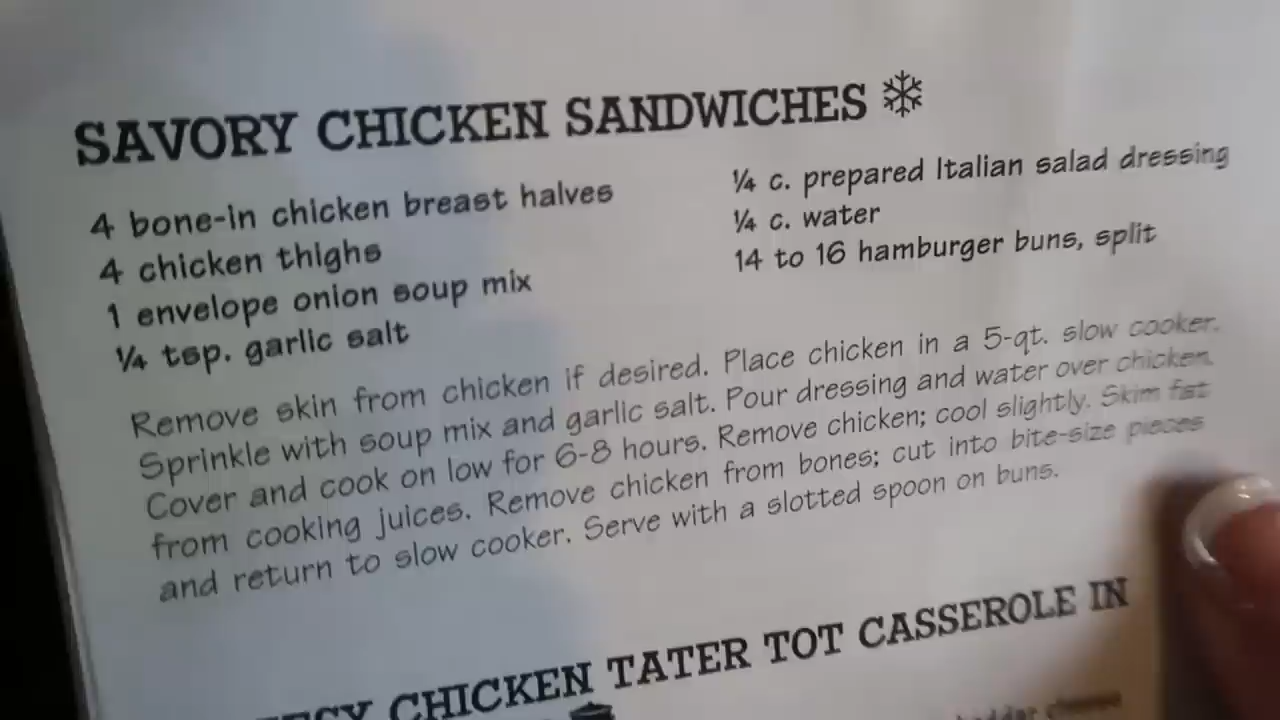 SAVORY CHICKEN SANDWICHES
4 bone-in chicken breast halves
4 chicken thighs
1 envelope onion soup mix
¼ tsp. garlic salt
¼ c. prepared Italian salad dressing
¼ c. water
14 to 16 hamburger buns, split
Remove skin from chicken if desired. Place chicken in a 5-qt. slow cooker.
Sprinkle with soup mix and garlic salt. Pour dressing and water over chicken.
Cover and cook on low for 6-8 hours. Remove chicken; cool slightly. Skim fat
from cooking juices. Remove chicken from bones; cut into bite-size pieces
and return to slow cooker. Serve with a slotted spoon on buns.
CHICKEN TATER TOT CASSEROLE IN